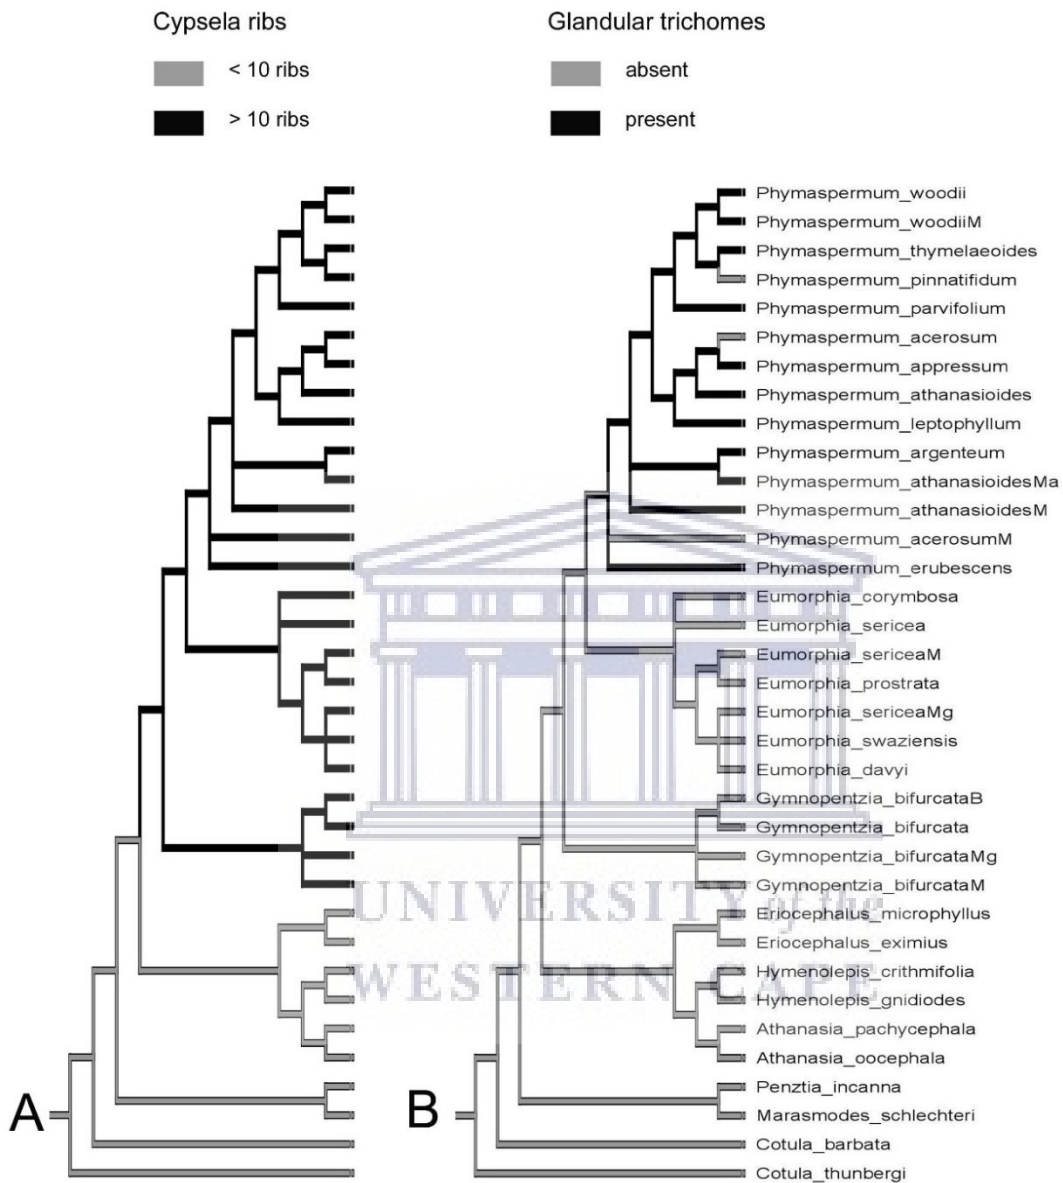 Cypsela ribs
Glandular trichomes
< 10 ribs
absent
> 10 ribs
present
Phymaspermum_woodii
Phymaspermum_woodiiM
Phymaspermum_thymelaeoides
Phymaspermum_pinnatifidum
Phymaspermum_parvifolium
Phymaspermum_acerosum
Phymaspermum_appressum
Phymaspermum_athanasioides
Phymaspermum_leptophyllum
Phymaspermum_argenteum
Phymaspermum_athanasioidesMa
Phymaspermum_athanasioidesM
Phymaspermum_acerosumM
Phymaspermum_erubescens
Eumorphia_corymbosa
Eumorphia_sericea
Eumorphia_sericeaM
Eumorphia_prostrata
Eumorphia_sericeaMg
Eumorphia_swaziensis
Eumorphia_davyi
Gymnopentzia_bifurcataB
Gymnopentzia_bifurcata
Gymnopentzia_bifurcataMg
Gymnopentzia_bifurcataM
UNIVERSITY of the
Eriocephalus_microphyllus
Eriocephalus_eximius
WESTERN CAPE
Hymenolepis_crithmifolia
Hymenolepis_gnidiodes
Athanasia_pachycephala
Athanasia_oocephala
Penztia_incanna
A
B
Marasmodes_schlechteri
Cotula_barbata
Cotula_thunbergi